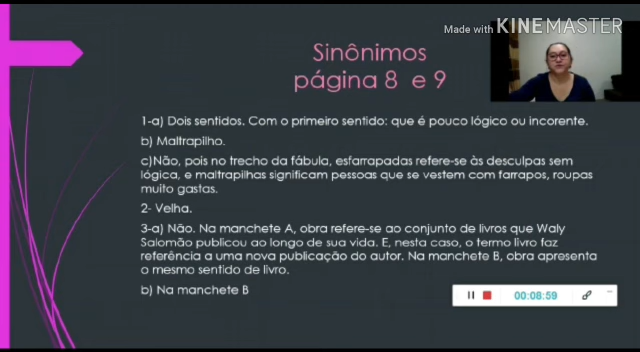 Made with KINEMASTER
Sinônimos
página 8 e 9
1-a) Dois sentidos. Com o primeiro sentido: que é pouco lógico ou incorente.
b) Maltrapilho.
c)Não, pois no trecho da fábula, esfarrapadas refere-se às desculpas sem
lógica, e maltrapilhas significam pessoas que se vestem com farrapos, roupas
muito gastas.
2- Velha.
3-a) Não. Na manchete A, obra refere-se ao conjunto de livros que Waly
Salomão publicou ao longo de sua vida. E, nesta caso, o termo livro faz
referência a uma nova publicação do autor. Na manchete B, obra apresenta
o mesmo sentido de livro.
b) Na manchete B
00:08:59